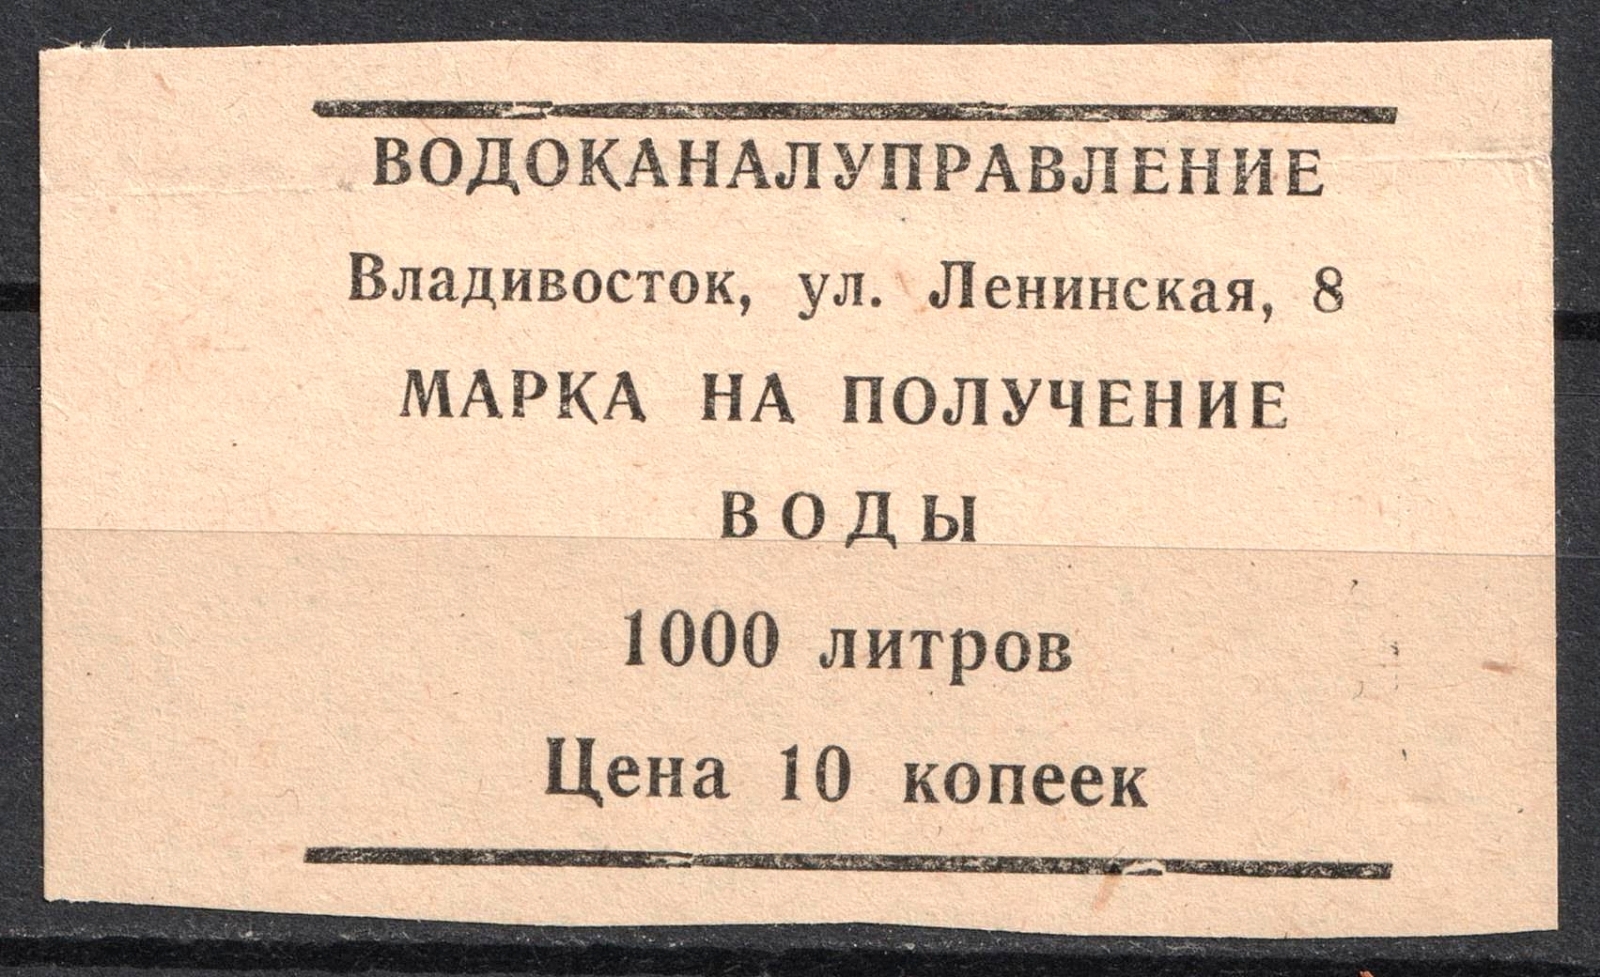 ВОДОКАНАЛУПРАВЛЕНИЕ
Владивосток, ул. Ленинская, 8
МАРКА НА ПОЛУЧЕНИЕ
ВОДЫ
1000 литров
Цена 10 копеек